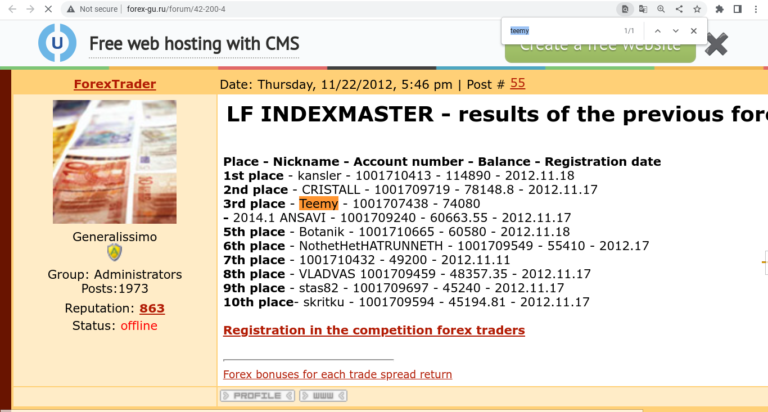 Not secure | forex-gu.ru/forum/42-200-4
teemy 1/1
Free web hosting with CMS
Create a free website
ForexTrader
Date: Thursday, 11/22/2012, 5:46 pm | Post # 55
LF INDEXMASTER - results of the previous
Generalissimo
Group: Administrators
Posts:1973
Reputation: 863
Status: offline
Place - Nickname - Account number - Balance - Registration date
1st place - kansler - 1001710413 - 114890 - 2012.11.18
2nd place - CRISTALL - 1001709719 - 78148.8 - 2012.11.17
3rd place - Teemy - 1001707438 - 74080
- 2014.1 ANSAVI - 1001709240 - 60663.55 - 2012.11.17
5th place - Botanik - 1001710665 - 60580 - 2012.11.18
6th place - NothetHetHATRUNNETH - 1001709549 - 55410 - 2012.17
7th place - 1001710432 - 49200 - 2012.11.11
8th place - VLADVAS 1001709459 - 48357.35 - 2012.11.17
9th place - stas82 - 1001709697 - 45240 - 2012.11.17
10th place- skritku - 1001709594 - 45194.81 - 2012.11.17
Registration in the competition forex traders
Forex bonuses for each trade spread return
PROFILE WWW